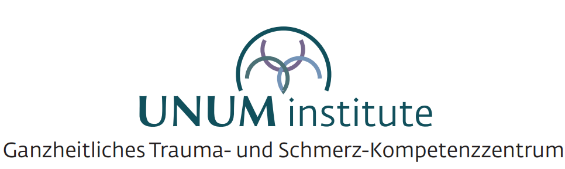 UNUM institute
Ganzheitliches Trauma- und Schmerz-Kompetenzzentrum